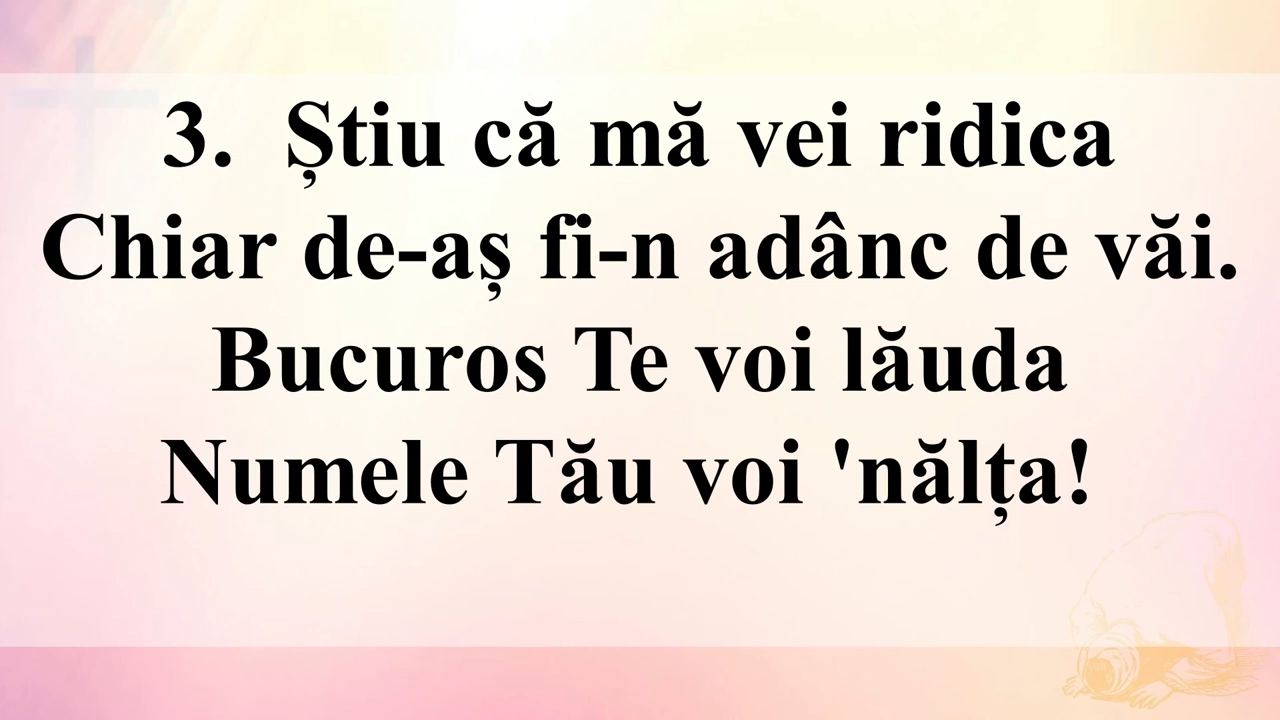 3. Știu că mă vei ridica
Chiar de-aș fi-n adânc de văi.
Bucuros Te voi lăuda
Numele Tău voi 'nălța!